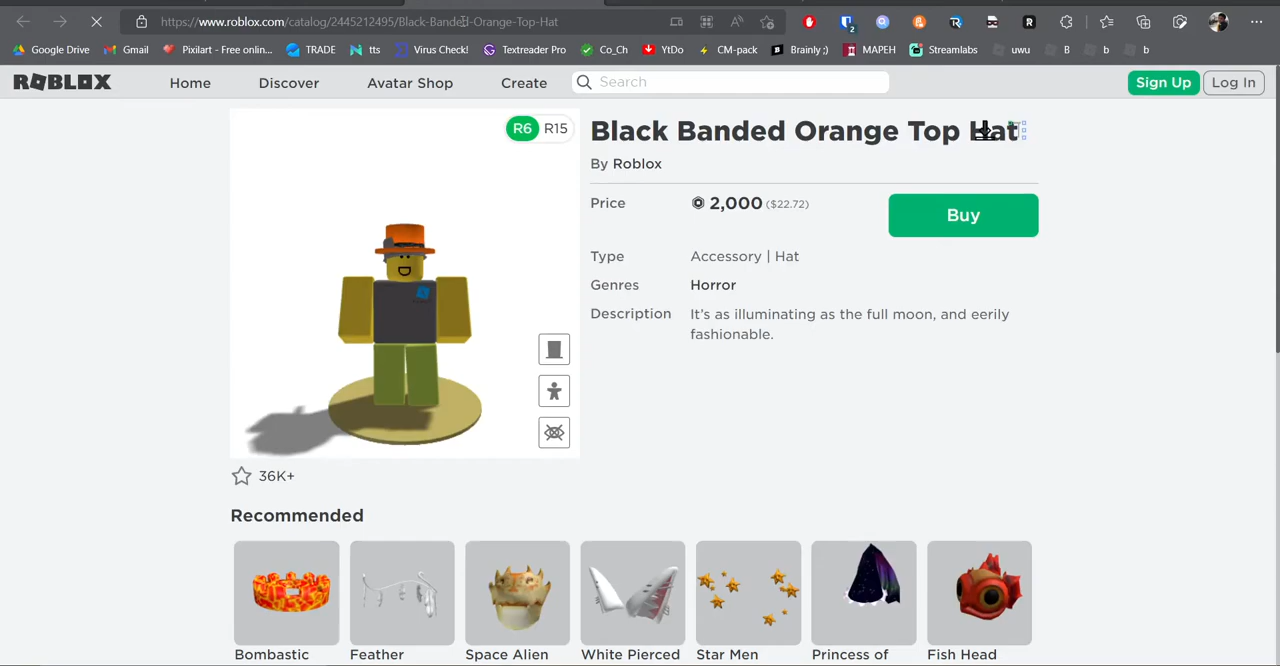 https://www.roblox.com/catalog/2445212495/Black-Banded-Orange-Top-Hat
2
Google Drive Gmail Pixilart - Free onlin... TRADE tts Virus Check! Textreader Pro Co_Ch YtDo CM-pack Brainly ;) MAPEH Streamlabs uwu B b b
ROBLOX Home Discover Avatar Shop Create Search Sign Up Log In
R6 R15
Black Banded Orange Top Hat
By Roblox
Price 2,000 ($22.72)
Buy
Type Accessory | Hat
Genres Horror
Description It's as illuminating as the full moon, and eerily
fashionable.
36K+
Recommended
Bombastic Feather Space Alien White Pierced Star Men Princess of Fish Head